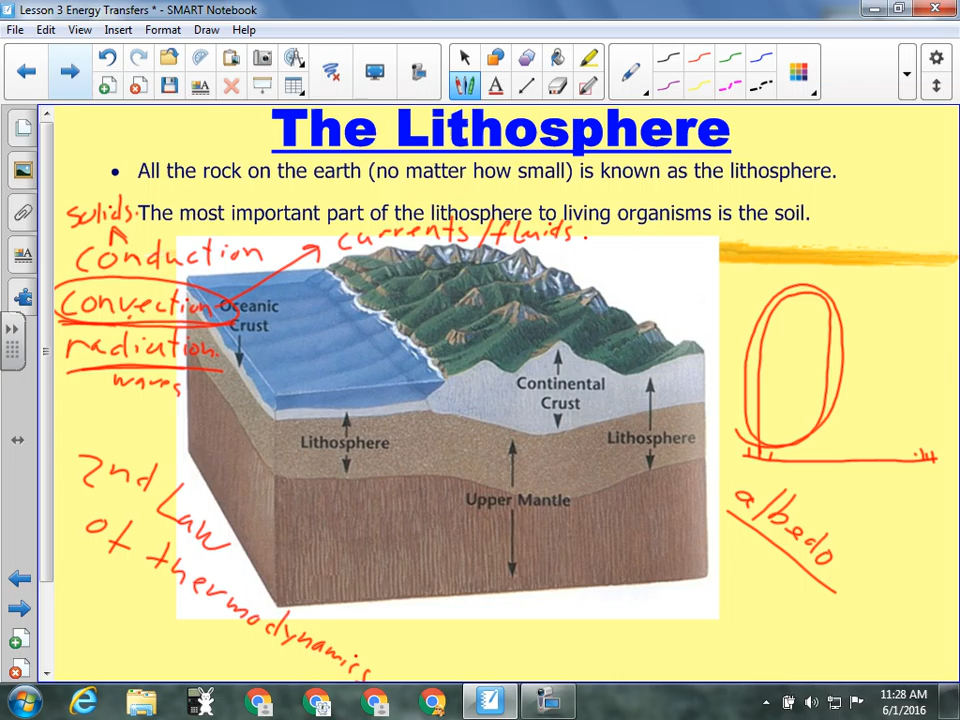 Lesson 3 Energy Transfers * - SMART Notebook
File Edit View Insert Format Draw Help
The Lithosphere
• All the rock on the earth (no matter how small) is known as the lithosphere.
solids. The most important part of the lithosphere to living organisms is the soil.
currents/fluids.
conduction
convection
radiation.
waves
Oceanic
Crust
Continental
Crust
Lithosphere
Lithosphere
Upper Mantle
2nd Law
of thermodynamics
albedo
11:28 AM
6/1/2016